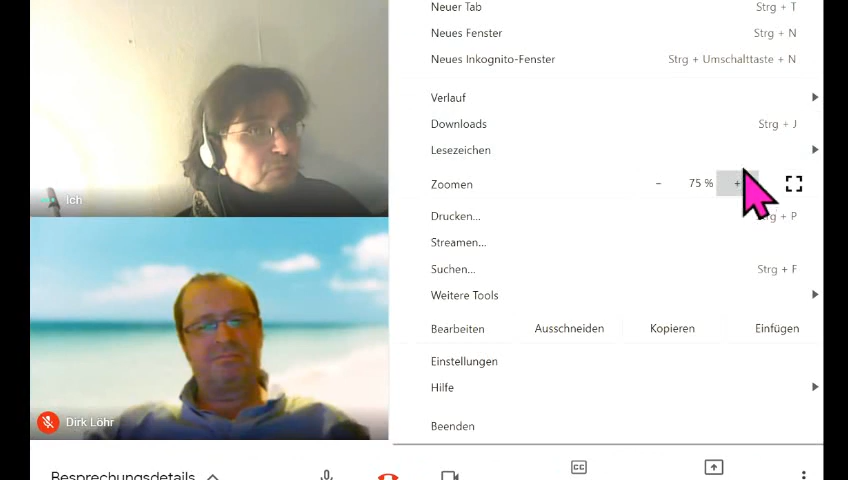 Ich
Dirk Löhr
Neuer Tab Strg + T
Neues Fenster Strg + N
Neues Inkognito-Fenster Strg + Umschalttaste + N
Verlauf
Downloads Strg + J
Lesezeichen
Zoomen − 75 % +
Drucken... + P
Streamen...
Suchen... Strg + F
Weitere Tools
Bearbeiten Ausschneiden Kopieren Einfügen
Einstellungen
Hilfe
Beenden
Besprechungsdetails CC